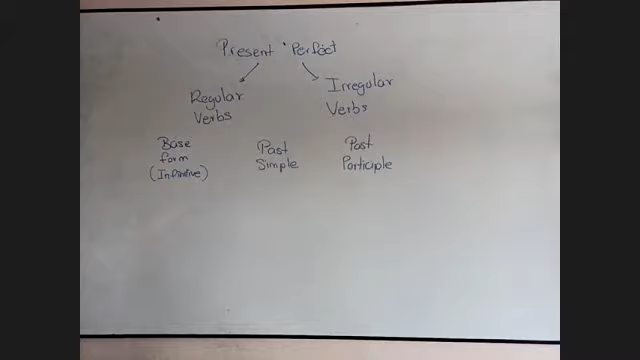 Present Perfect
Regular Verbs
Irregular Verbs
Base form (Infinitive)
Past Simple
Past Participle